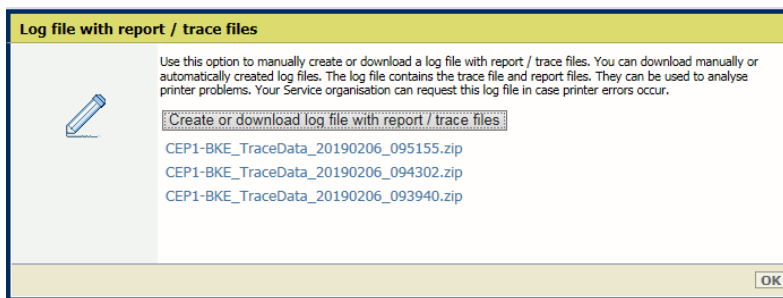 Log file with report / trace files
Use this option to manually create or download a log file with report / trace files. You can download manually or
automatically created log files. The log file contains the trace file and report files. They can be used to analyse
printer problems. Your Service organisation can request this log file in case printer errors occur.
Create or download log file with report / trace files
CEP1-BKE_TraceData_20190206_095155.zip
CEP1-BKE_TraceData_20190206_094302.zip
CEP1-BKE_TraceData_20190206_093940.zip
OK